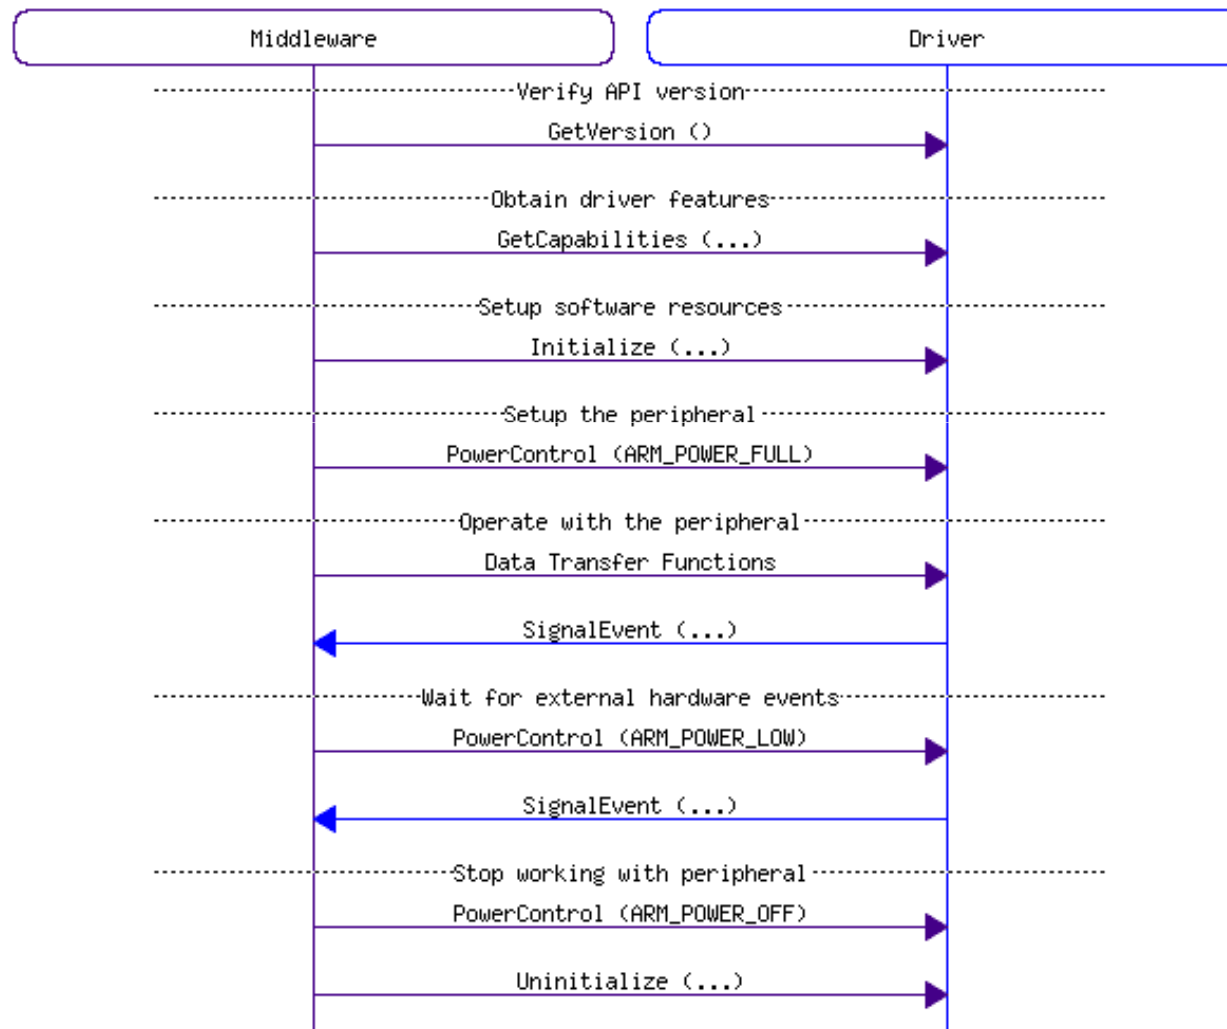 Middleware
Driver
Verify API version
GetVersion ()
Obtain driver features
GetCapabilities (...)
Setup software resources
Initialize (...)
Setup the peripheral
PowerControl (ARM_POWER_FULL)
Operate with the peripheral
Data Transfer Functions
SignalEvent (...)
Wait for external hardware events
PowerControl (ARM_POWER_LOW)
SignalEvent (...)
Stop working with peripheral
PowerControl (ARM_POWER_OFF)
Uninitialize (...)